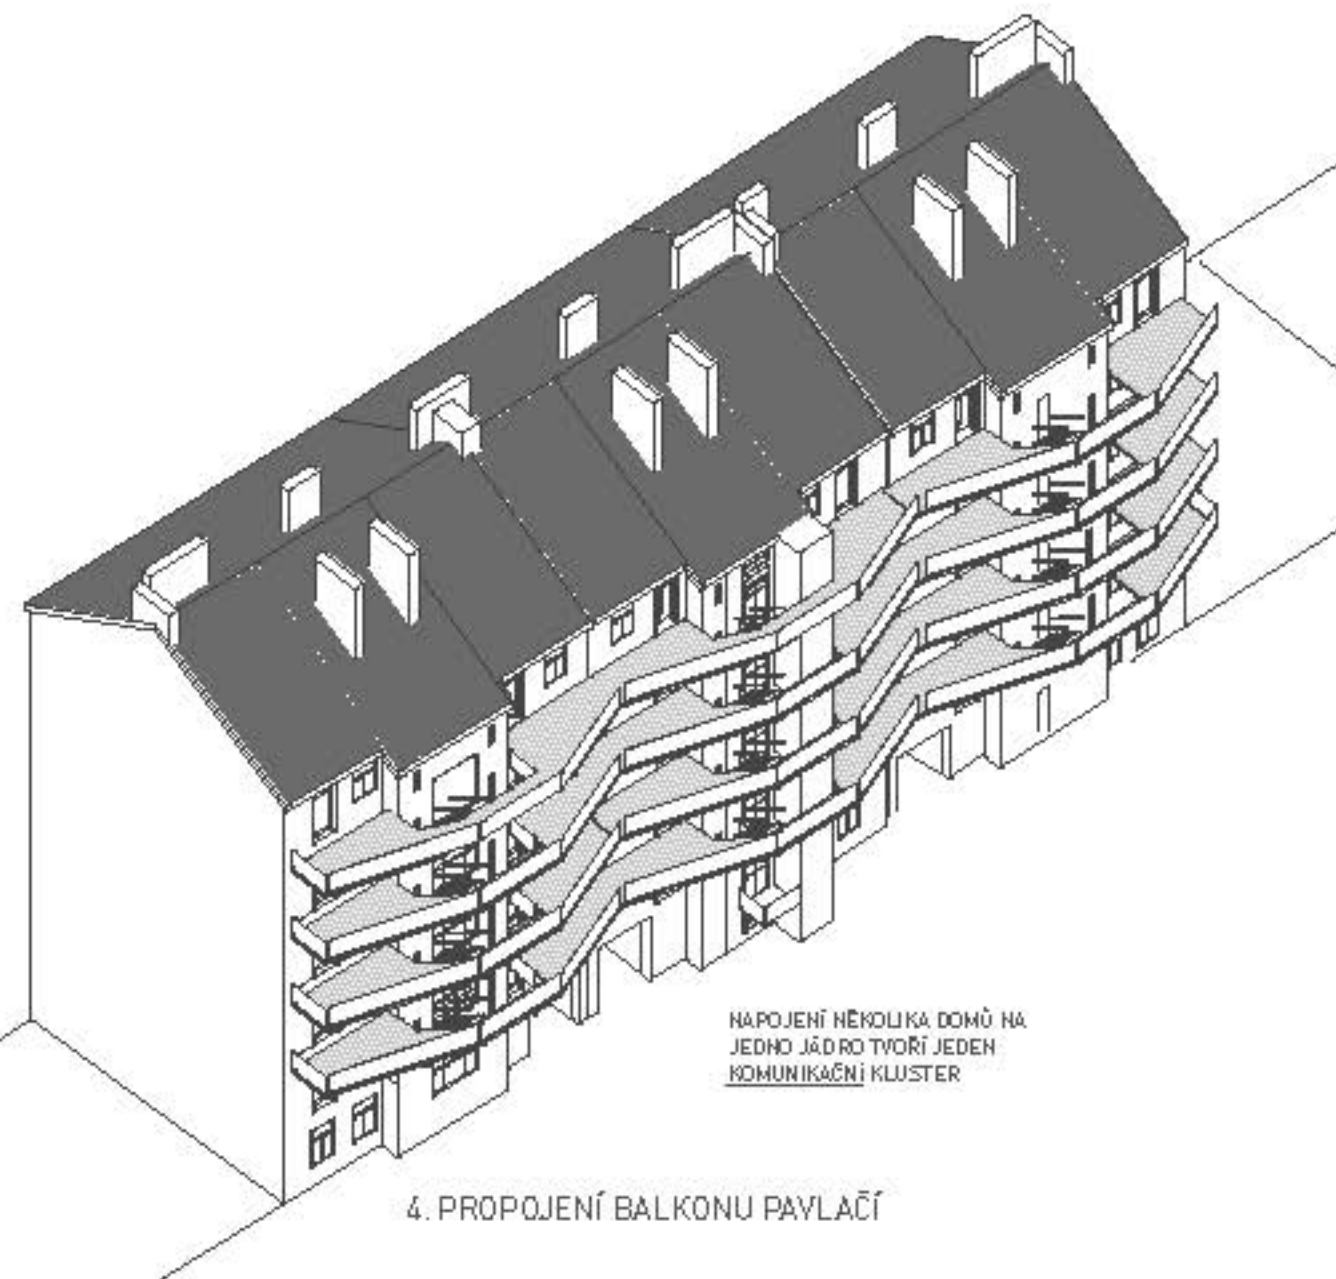 NAPOJENÍ NĚKOLIKA DOMŮ NA
JEDNO JÁDRO TVOŘÍ JEDEN
KOMUNIKAČNÍ KLUSTER
4. PROPOJENÍ BALKONU PAVLAČÍ